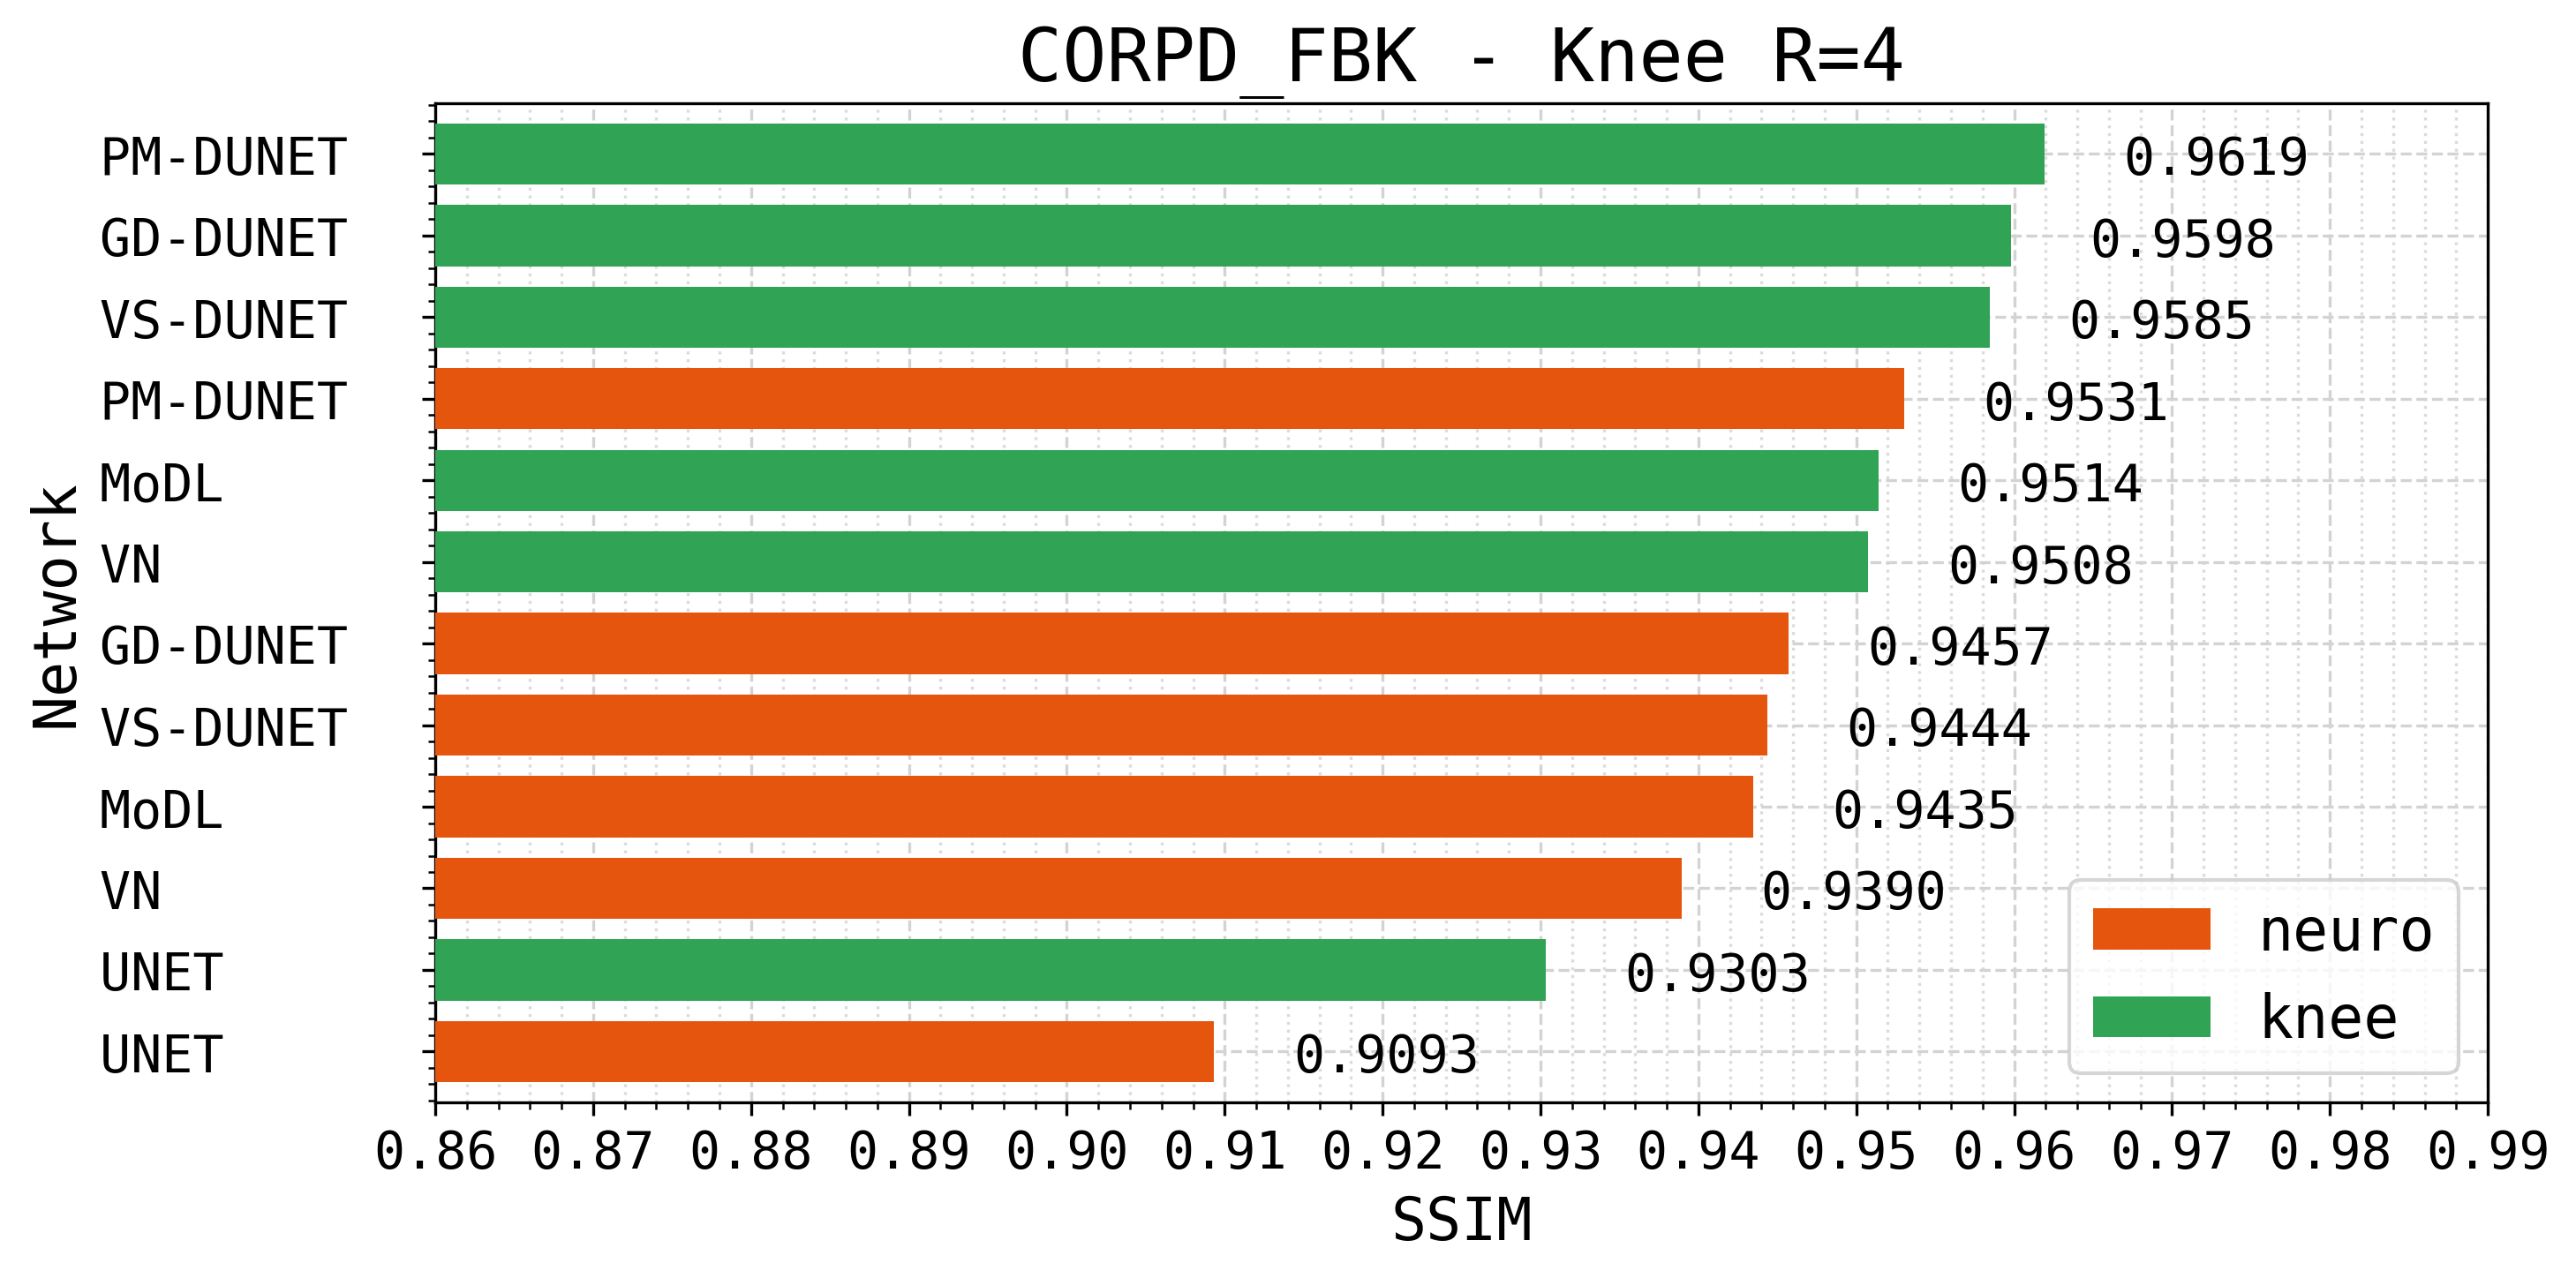 CORPD_FBK - Knee R=4
Network
PM-DUNET 0.9619
GD-DUNET 0.9598
VS-DUNET 0.9585
PM-DUNET 0.9531
MoDL 0.9514
VN 0.9508
GD-DUNET 0.9457
VS-DUNET 0.9444
MoDL 0.9435
VN 0.9390
UNET 0.9303
UNET 0.9093
neuro
knee
0.86 0.87 0.88 0.89 0.90 0.91 0.92 0.93 0.94 0.95 0.96 0.97 0.98 0.99
SSIM